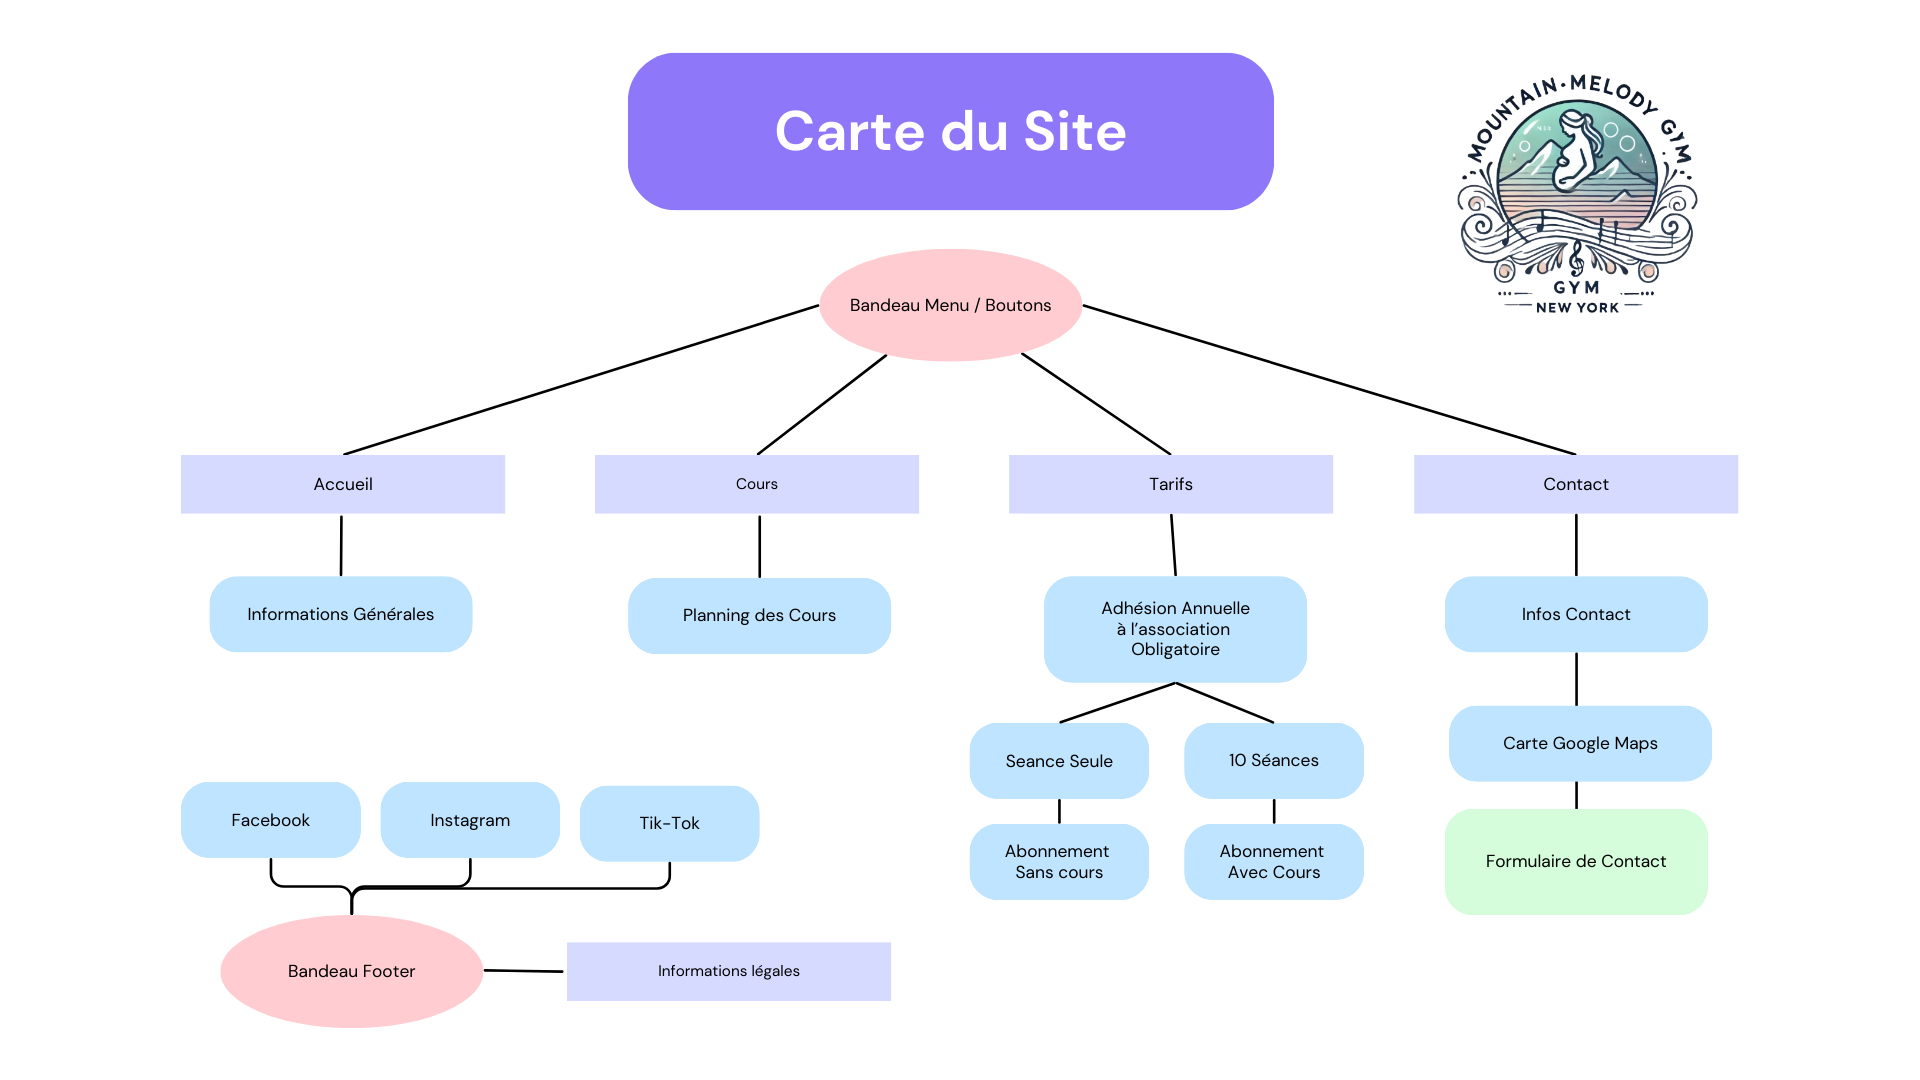 Carte du Site
MOUNTAIN·MELODY GYM
GYM
NEW YORK
Bandeau Menu / Boutons
Accueil
Cours
Tarifs
Contact
Informations Générales
Planning des Cours
Adhésion Annuelle
à l'association
Obligatoire
Infos Contact
Seance Seule
10 Séances
Carte Google Maps
Facebook
Instagram
Tik-Tok
Abonnement
Sans cours
Abonnement
Avec Cours
Formulaire de Contact
Bandeau Footer
Informations légales